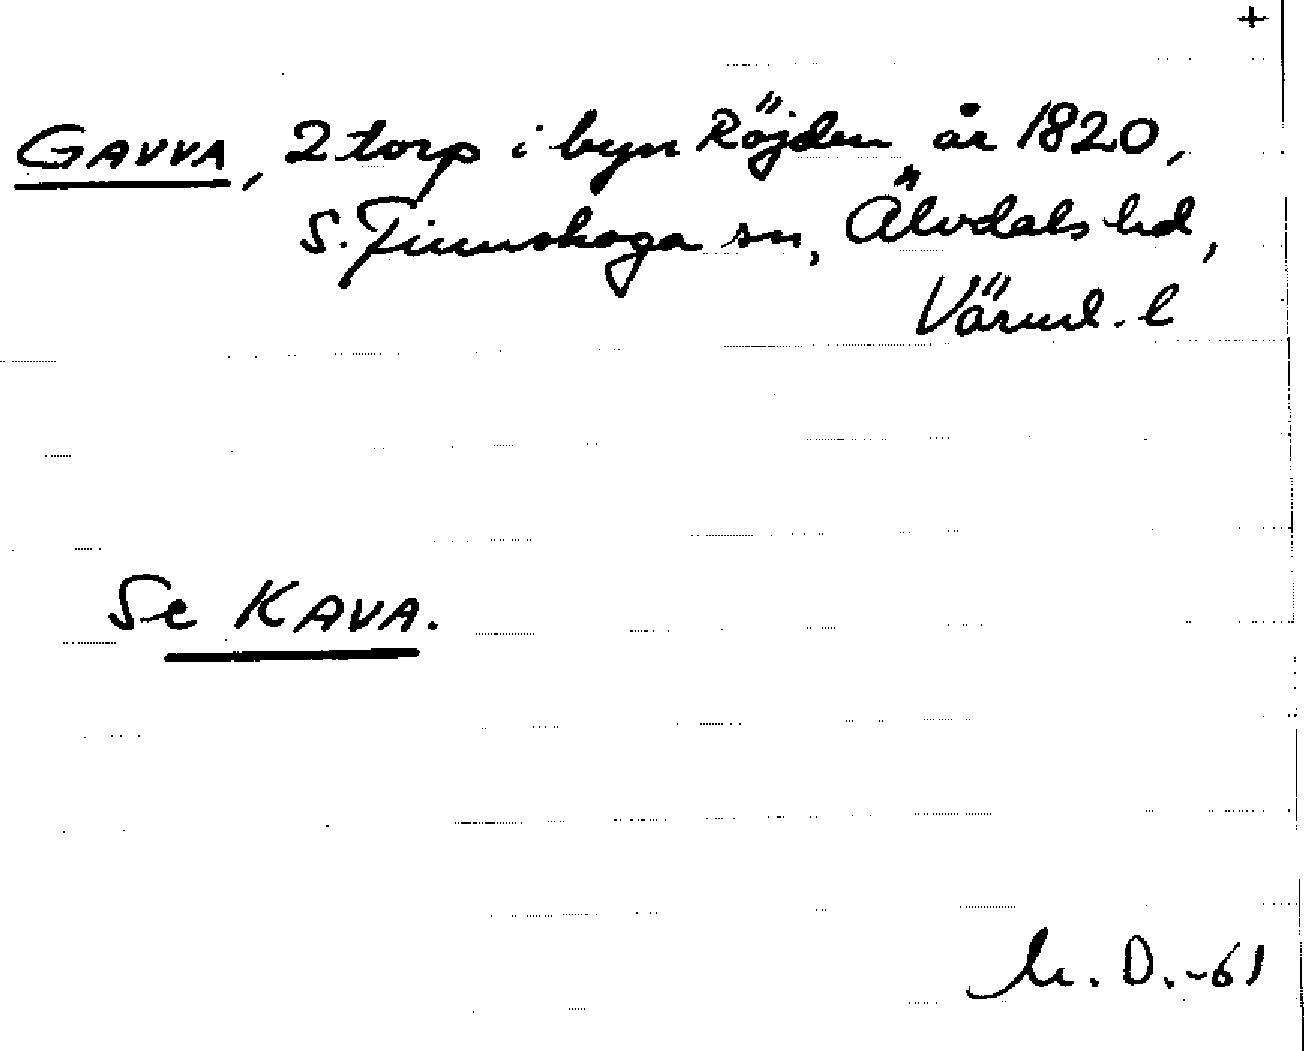 +
GAVVA, 2 torp i byn Röjden år 1820,
S. Finnskoga sn, Älvdals hd,
Värml. l
Se KAVA.
M. D. -61